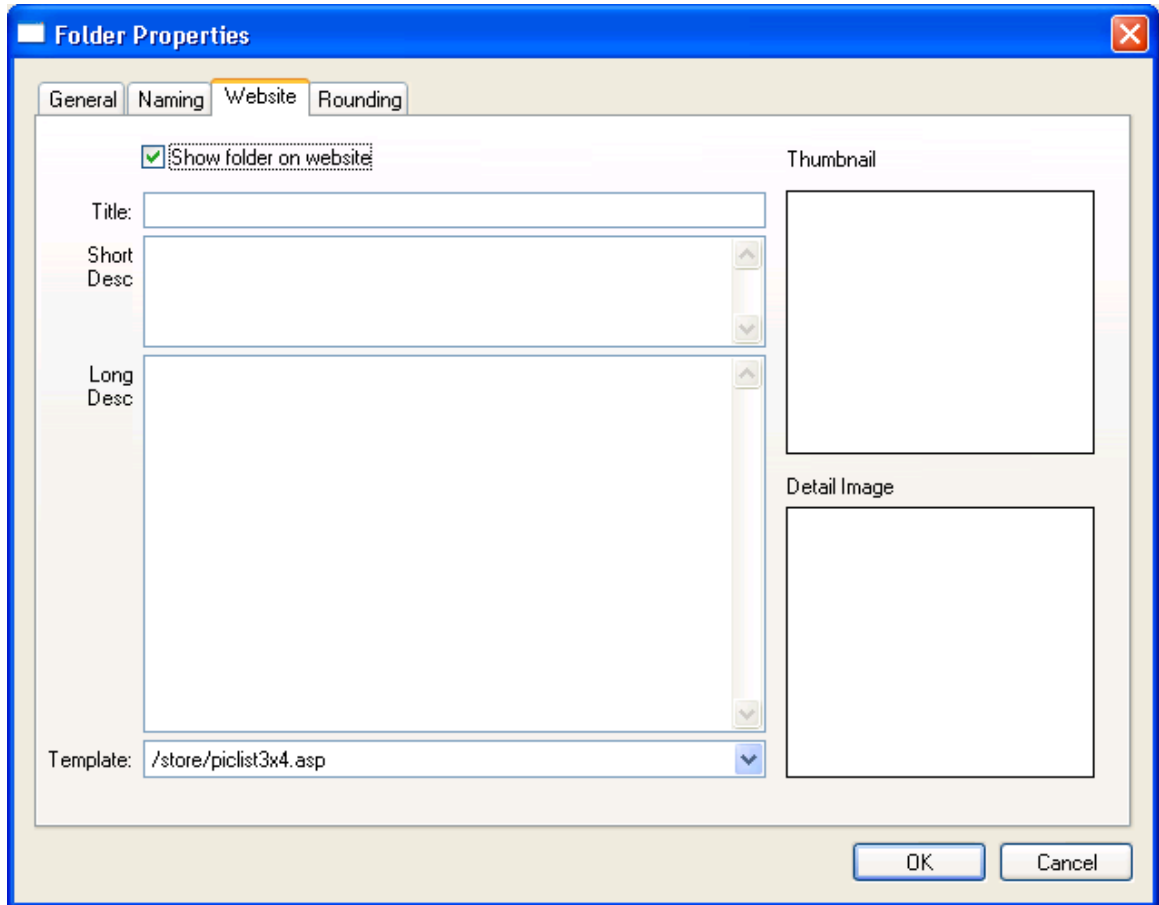 Folder Properties
General Naming Website Rounding
Show folder on website
Thumbnail
Title:
Short
Desc
Long
Desc
Detail Image
Template: /store/piclist3x4.asp
OK Cancel